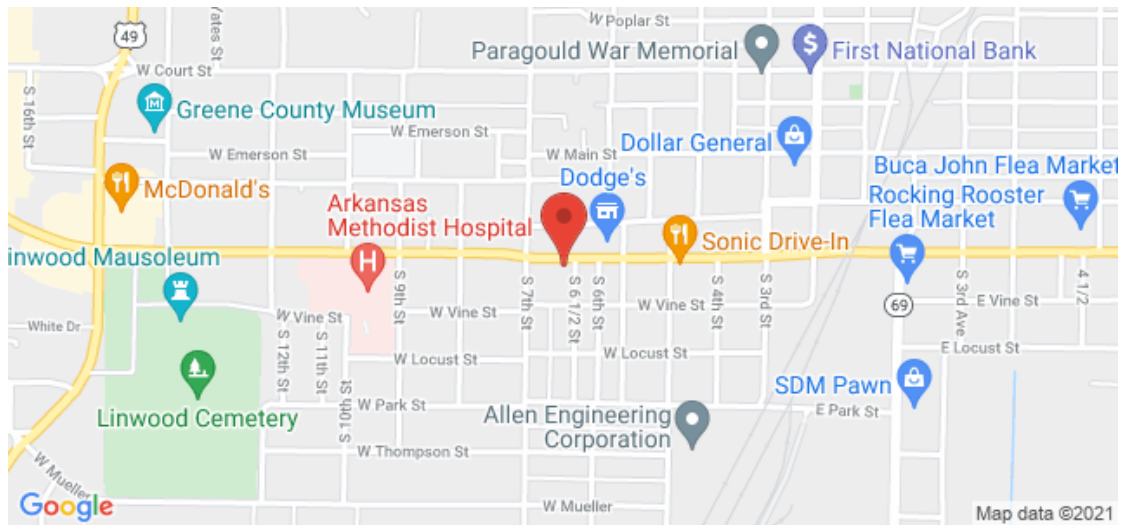 W Poplar St
49
Yates St
Paragould War Memorial
First National Bank
W Court St
S 16th St
Greene County Museum
W Emerson St
Dollar General
W Emerson St
W Main St
Buca John Flea Market
McDonald's
Dodge's
Rocking Rooster
Flea Market
Arkansas
Methodist Hospital
Sonic Drive-In
inwood Mausoleum
H
S 9th St
S 7th St
S 6 1/2 St
S 6th St
S 4th St
S 3rd St
S 3rd Ave
4 1/2
W Vine St
W Vine St
W Vine St
69
E Vine St
White Dr
S 12th St
S 11th St
W Locust St
W Locust St
E Locust St
SDM Pawn
Linwood Cemetery
S 10th St
W Park St
Allen Engineering
Corporation
E Park St
W Thompson St
W Mueller
W Mueller
Google
Map data ©2021